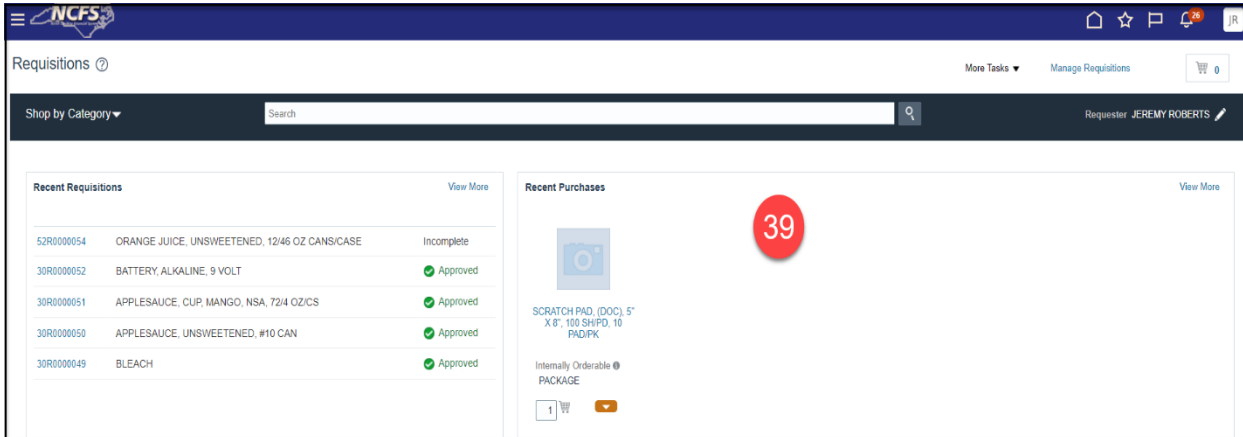 NCFS
26
JR
Requisitions
More Tasks
Manage Requisitions
0
Shop by Category
Search
Requester JEREMY ROBERTS
Recent Requisitions
View More
52R0000054 ORANGE JUICE, UNSWEETENED, 12/46 OZ CANS/CASE Incomplete
30R0000052 BATTERY, ALKALINE, 9 VOLT Approved
30R0000051 APPLESAUCE, CUP, MANGO, NSA, 72/4 OZ/CS Approved
30R0000050 APPLESAUCE, UNSWEETENED, #10 CAN Approved
30R0000049 BLEACH Approved
Recent Purchases
View More
39
SCRATCH PAD, (DOC), 5"
X 8", 100 SH/PD, 10
PAD/PK
Internally Orderable
PACKAGE
1